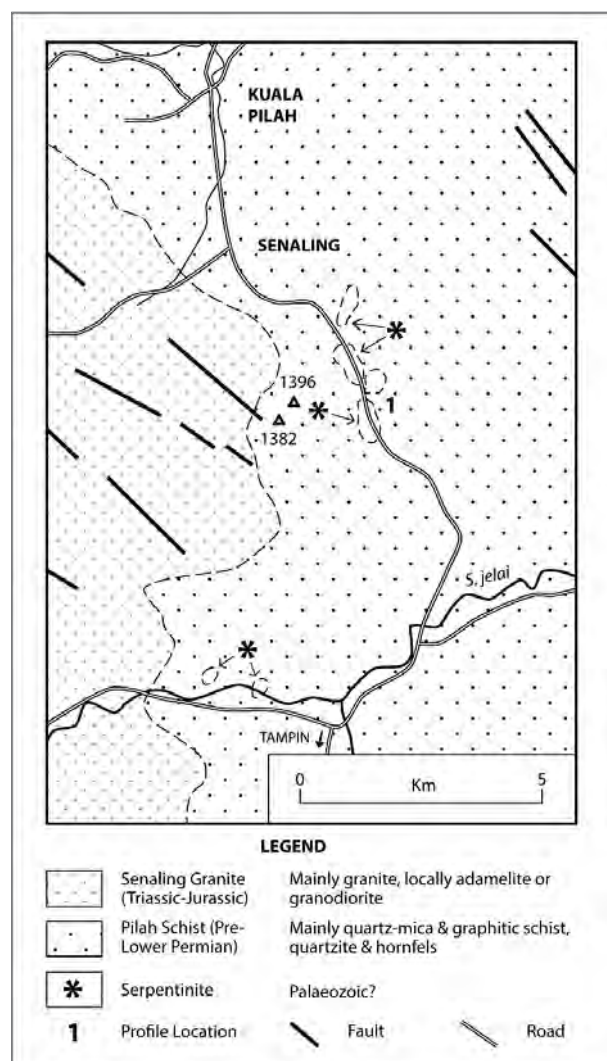 KUALA
PILAH
SENALING
1396
1382
1
S. jelai
TAMPIN
0
Km
5
LEGEND
Senaling Granite
(Triassic-Jurassic)
Mainly granite, locally adamelite or
granodiorite
Pilah Schist (Pre-
Lower Permian)
Mainly quartz-mica & graphitic schist,
quartzite & hornfels
Serpentinite
Palaeozoic?
1
Profile Location
Fault
Road